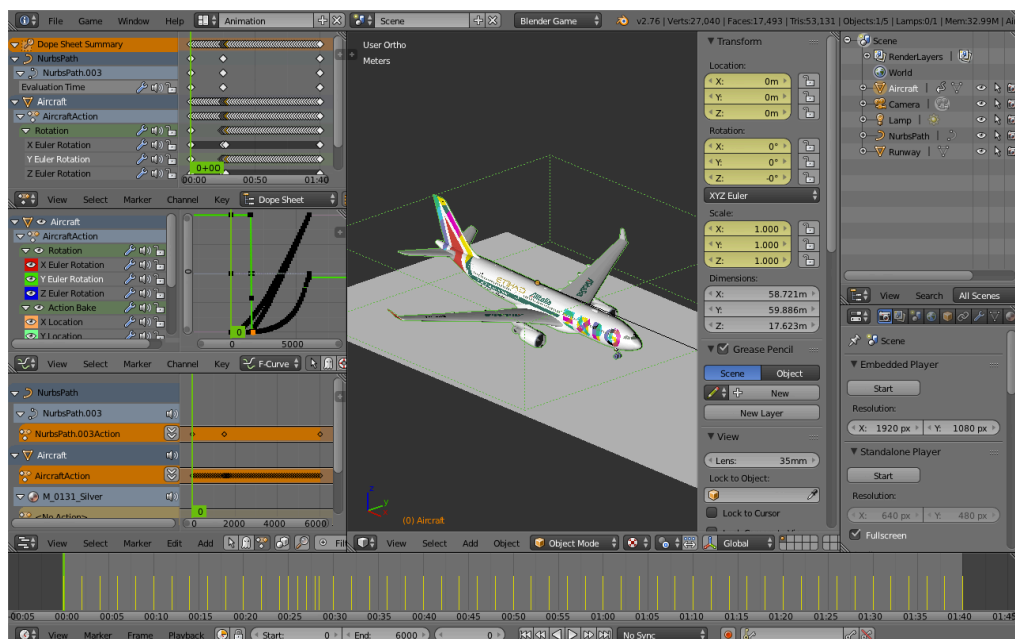 File Game Window Help Animation Scene Blender Game v2.76 | Verts:27,040 | Faces:17,493 | Tris:53,131 | Objects:1/5 | Lamps:0/1 | Mem:32.99M |
Dope Sheet Summary
NurbsPath
NurbsPath.003
Evaluation Time
Aircraft
AircraftAction
Rotation
X Euler Rotation
Y Euler Rotation
Z Euler Rotation
0+00
00:00 00:50 01:40
View Select Marker Channel Key Dope Sheet
Aircraft
AircraftAction
Rotation
X Euler Rotation
Y Euler Rotation
Z Euler Rotation
Action Bake
X Location
Y Location
0
0 5000
View Select Marker Channel Key F-Curve
NurbsPath
NurbsPath.003
NurbsPath.003Action
Aircraft
AircraftAction
M_0131_Silver
<No Action>
0
0 2000 4000 6000
View Select Marker Edit Add
User Ortho
Meters
(0) Aircraft
z
y
View Select Add Object Object Mode Global
Transform
Location:
X: 0m
Y: 0m
Z: 0m
Rotation:
X: 0°
Y: 0°
Z: -0°
XYZ Euler
Scale:
X: 1.000
Y: 1.000
Z: 1.000
Dimensions:
X: 58.721m
Y: 59.886m
Z: 17.623m
Grease Pencil
Scene Object
New
New Layer
View
Lens: 35mm
Lock to Object:
Lock to Cursor
Scene
RenderLayers |
World
Aircraft |
Camera |
Lamp |
NurbsPath |
Runway |
View Search All Scenes
Scene
Embedded Player
Start
Resolution:
X: 1920 px Y: 1080 px
Standalone Player
Start
Resolution:
X: 640 px Y: 480 px
Fullscreen
00:05 00:00 00:05 00:10 00:15 00:20 00:25 00:30 00:35 00:40 00:45 00:50 00:55 01:00 01:05 01:10 01:15 01:20 01:25 01:30 01:35 01:40 01:45
View Marker Frame Playback Start: 0 End: 6000 0 No Sync